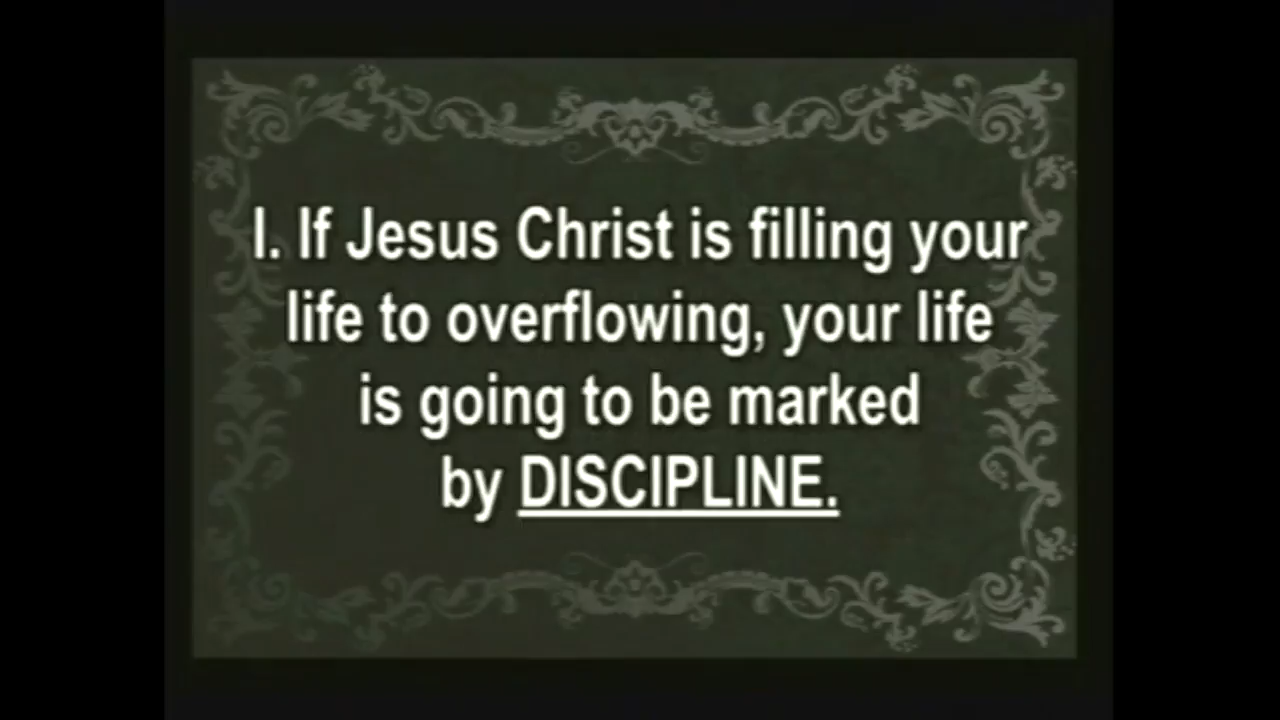 I. If Jesus Christ is filling your
life to overflowing, your life
is going to be marked
by DISCIPLINE.